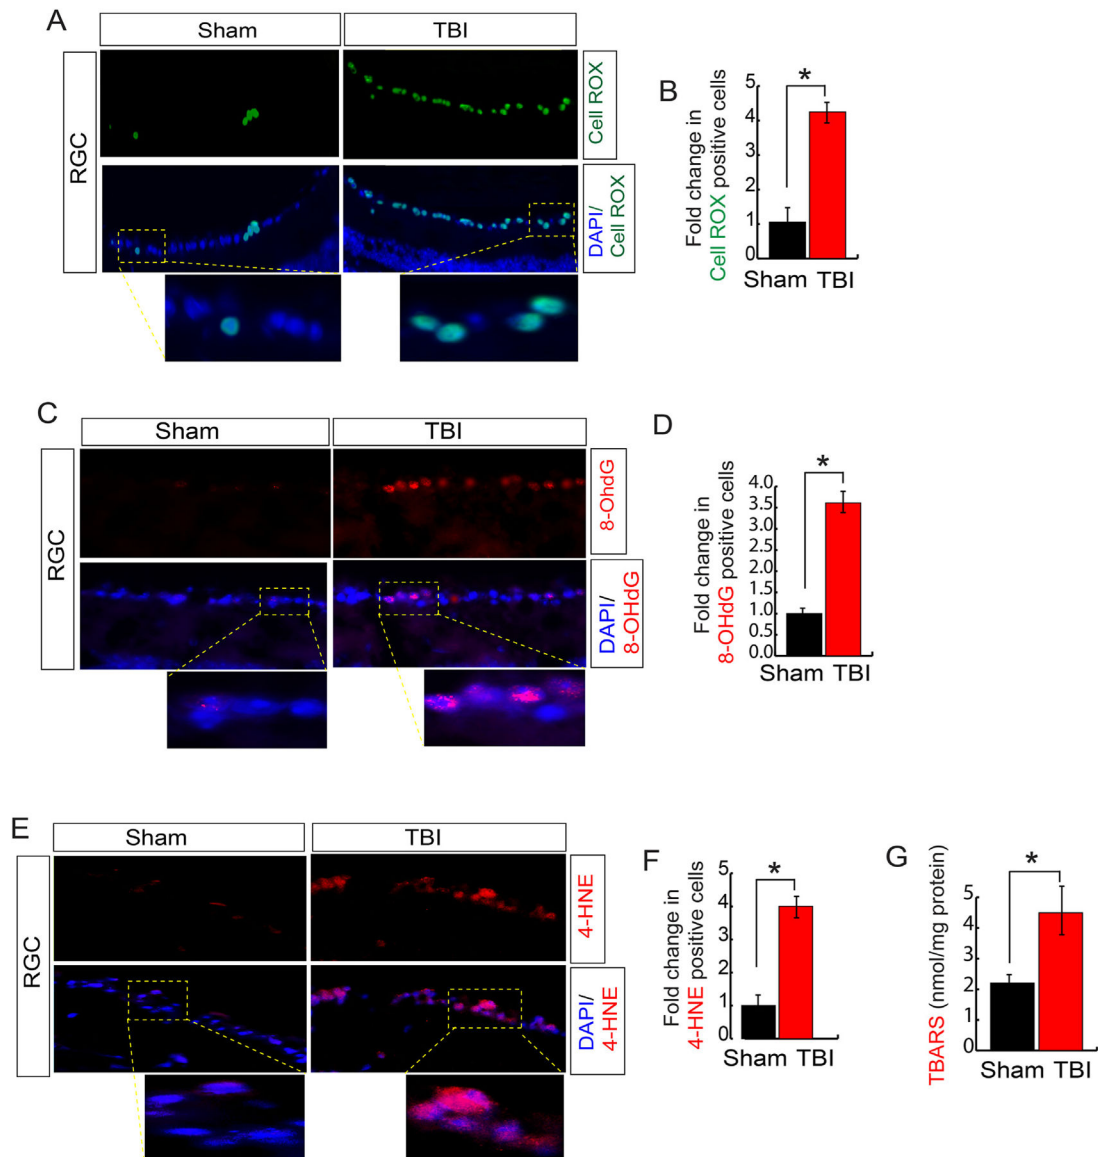 A
Sham
TBI
RGC
Cell ROX
DAPI/
Cell ROX
B
Fold change in
Cell ROX positive cells
5
4
3
2
1
0
*
Sham TBI
C
Sham
TBI
RGC
8-OhdG
DAPI/
8-OHdG
D
Fold change in
8-OHdG positive cells
4.0
3.5
3.0
2.5
2.0
1.5
1.0
0.5
0.0
*
Sham TBI
E
Sham
TBI
RGC
4-HNE
DAPI/
4-HNE
F
Fold change in
4-HNE positive cells
5
4
3
2
1
0
*
Sham TBI
G
TBARS (nmol/mg protein)
5
4
3
2
1
0
*
Sham TBI